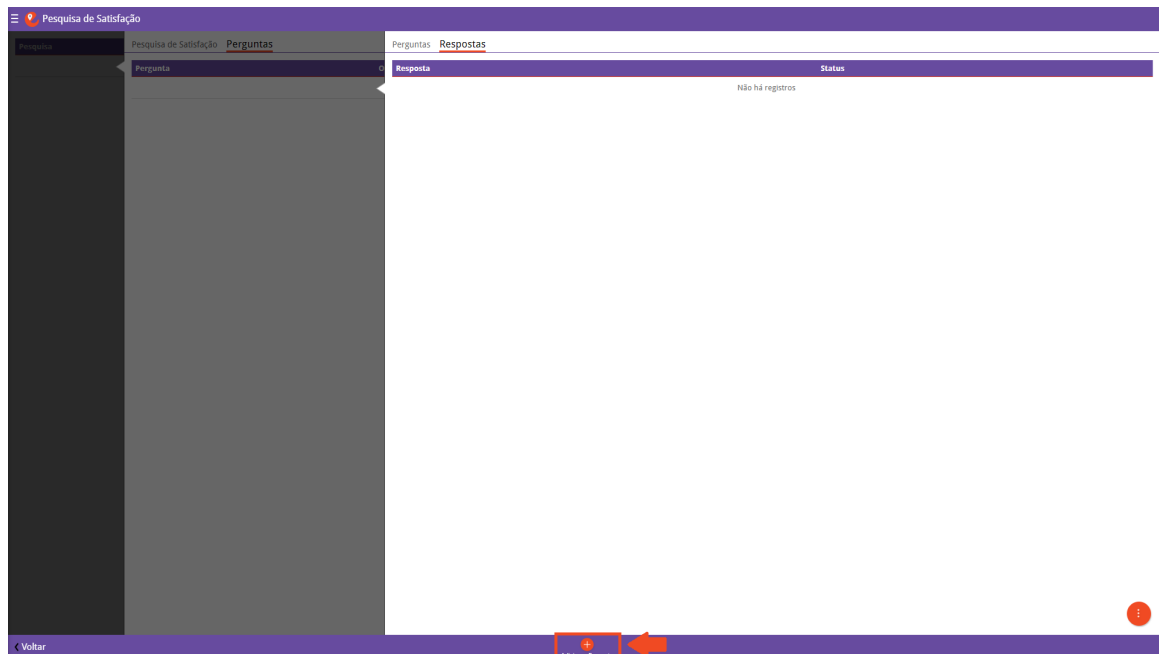 Pesquisa de Satisfação
Pesquisa
Pesquisa de Satisfação Perguntas
Pergunta O
Perguntas Respostas
Resposta Status
Não há registros
Voltar